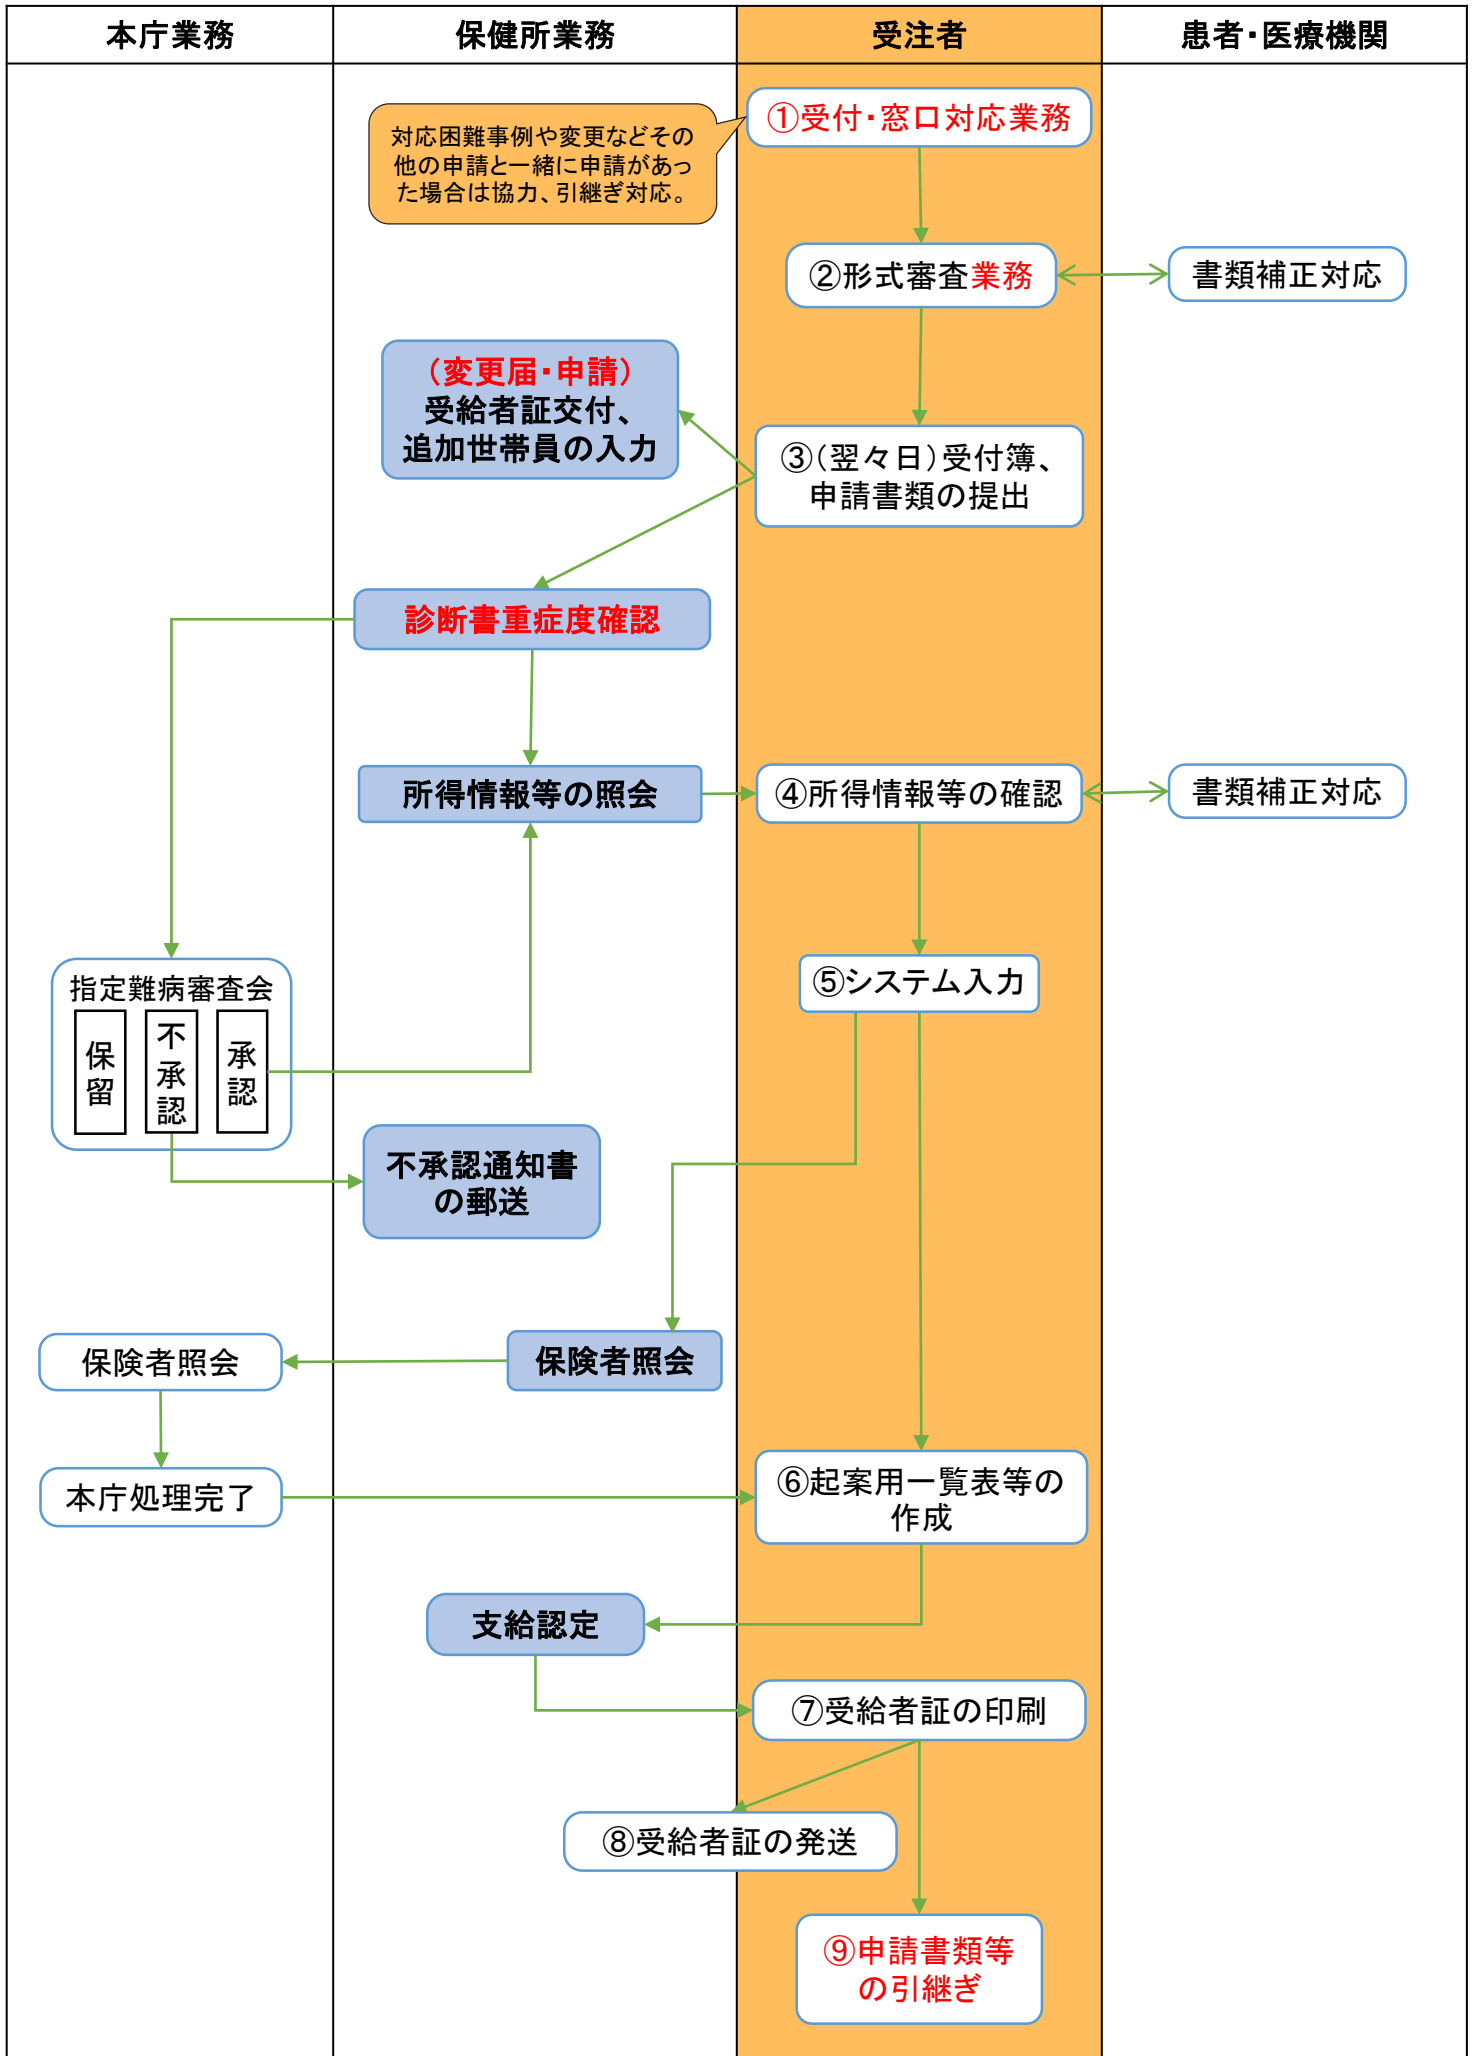 本庁業務
保健所業務
受注者
患者・医療機関
①受付・窓口対応業務
対応困難事例や変更などその
他の申請と一緒に申請があっ
た場合は協力、引継ぎ対応。
②形式審査業務
書類補正対応
（変更届・申請）
受給者証交付、
追加世帯員の入力
③（翌々日）受付簿、
申請書類の提出
診断書重症度確認
所得情報等の照会
④所得情報等の確認
書類補正対応
指定難病審査会
保留
不承認
承認
⑤システム入力
不承認通知書
の郵送
保険者照会
保険者照会
本庁処理完了
⑥起案用一覧表等の
作成
支給認定
⑦受給者証の印刷
⑧受給者証の発送
⑨申請書類等
の引継ぎ